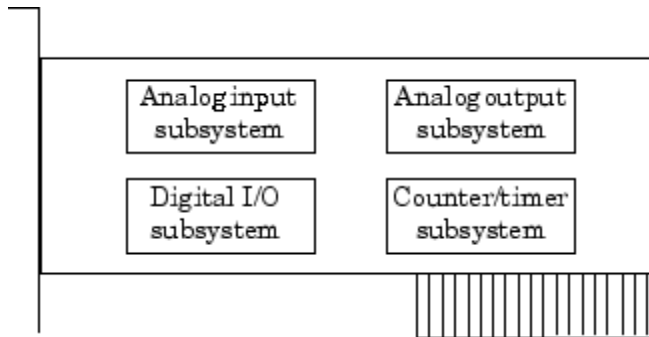 Analog input
subsystem
Analog output
subsystem
Digital I/O
subsystem
Counter/timer
subsystem